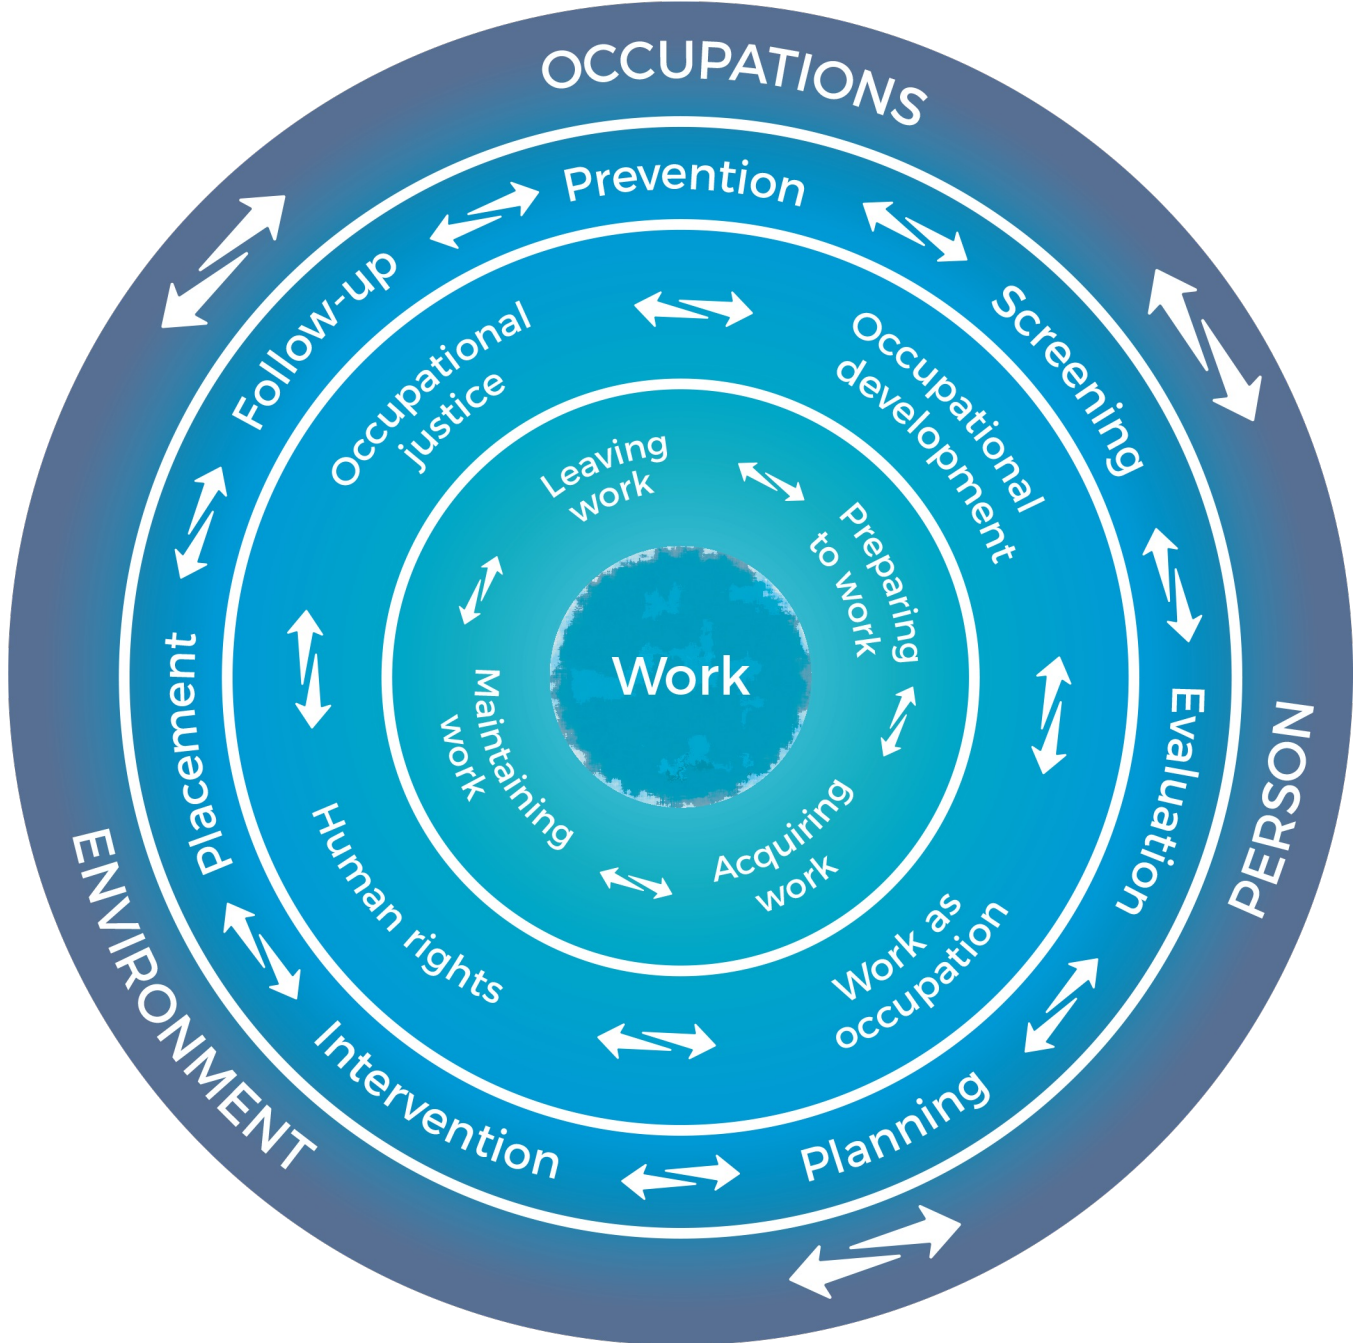 OCCUPATIONS
PERSON
ENVIRONMENT
Prevention
Screening
Evaluation
Planning
Intervention
Placement
Follow-up
Occupational
justice
Occupational
development
Work as
occupation
Human rights
Leaving
work
Preparing
to work
Acquiring
work
Maintaining
work
Work